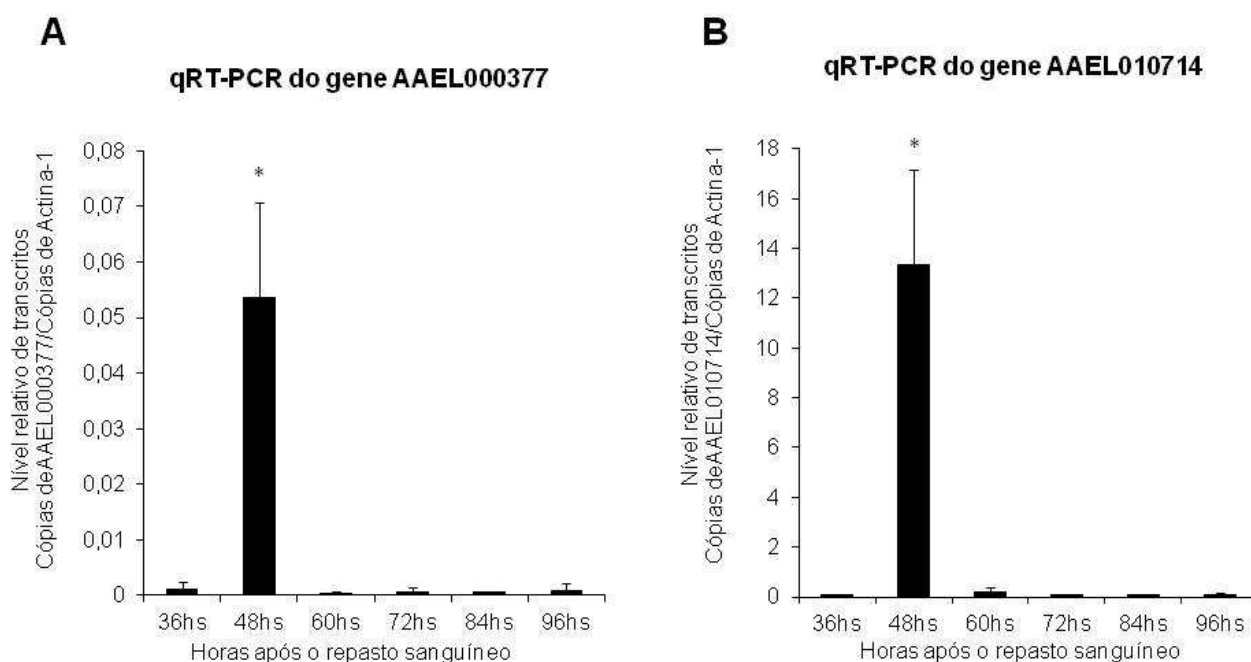 A
qRT-PCR do gene AAEL000377
Nível relativo de transcritos
Cópias deAAEL000377/Cópias de Actina-1
0,08
0,07
0,06
0,05
0,04
0,03
0,02
0,01
0
*
36hs 48hs 60hs 72hs 84hs 96hs
Horas após o repasto sanguíneo
B
qRT-PCR do gene AAEL010714
Nível relativo de transcritos
Cópias deAAEL010714/Cópias de Actina-1
18
16
14
12
10
8
6
4
2
0
*
36hs 48hs 60hs 72hs 84hs 96hs
Horas após o repasto sanguíneo